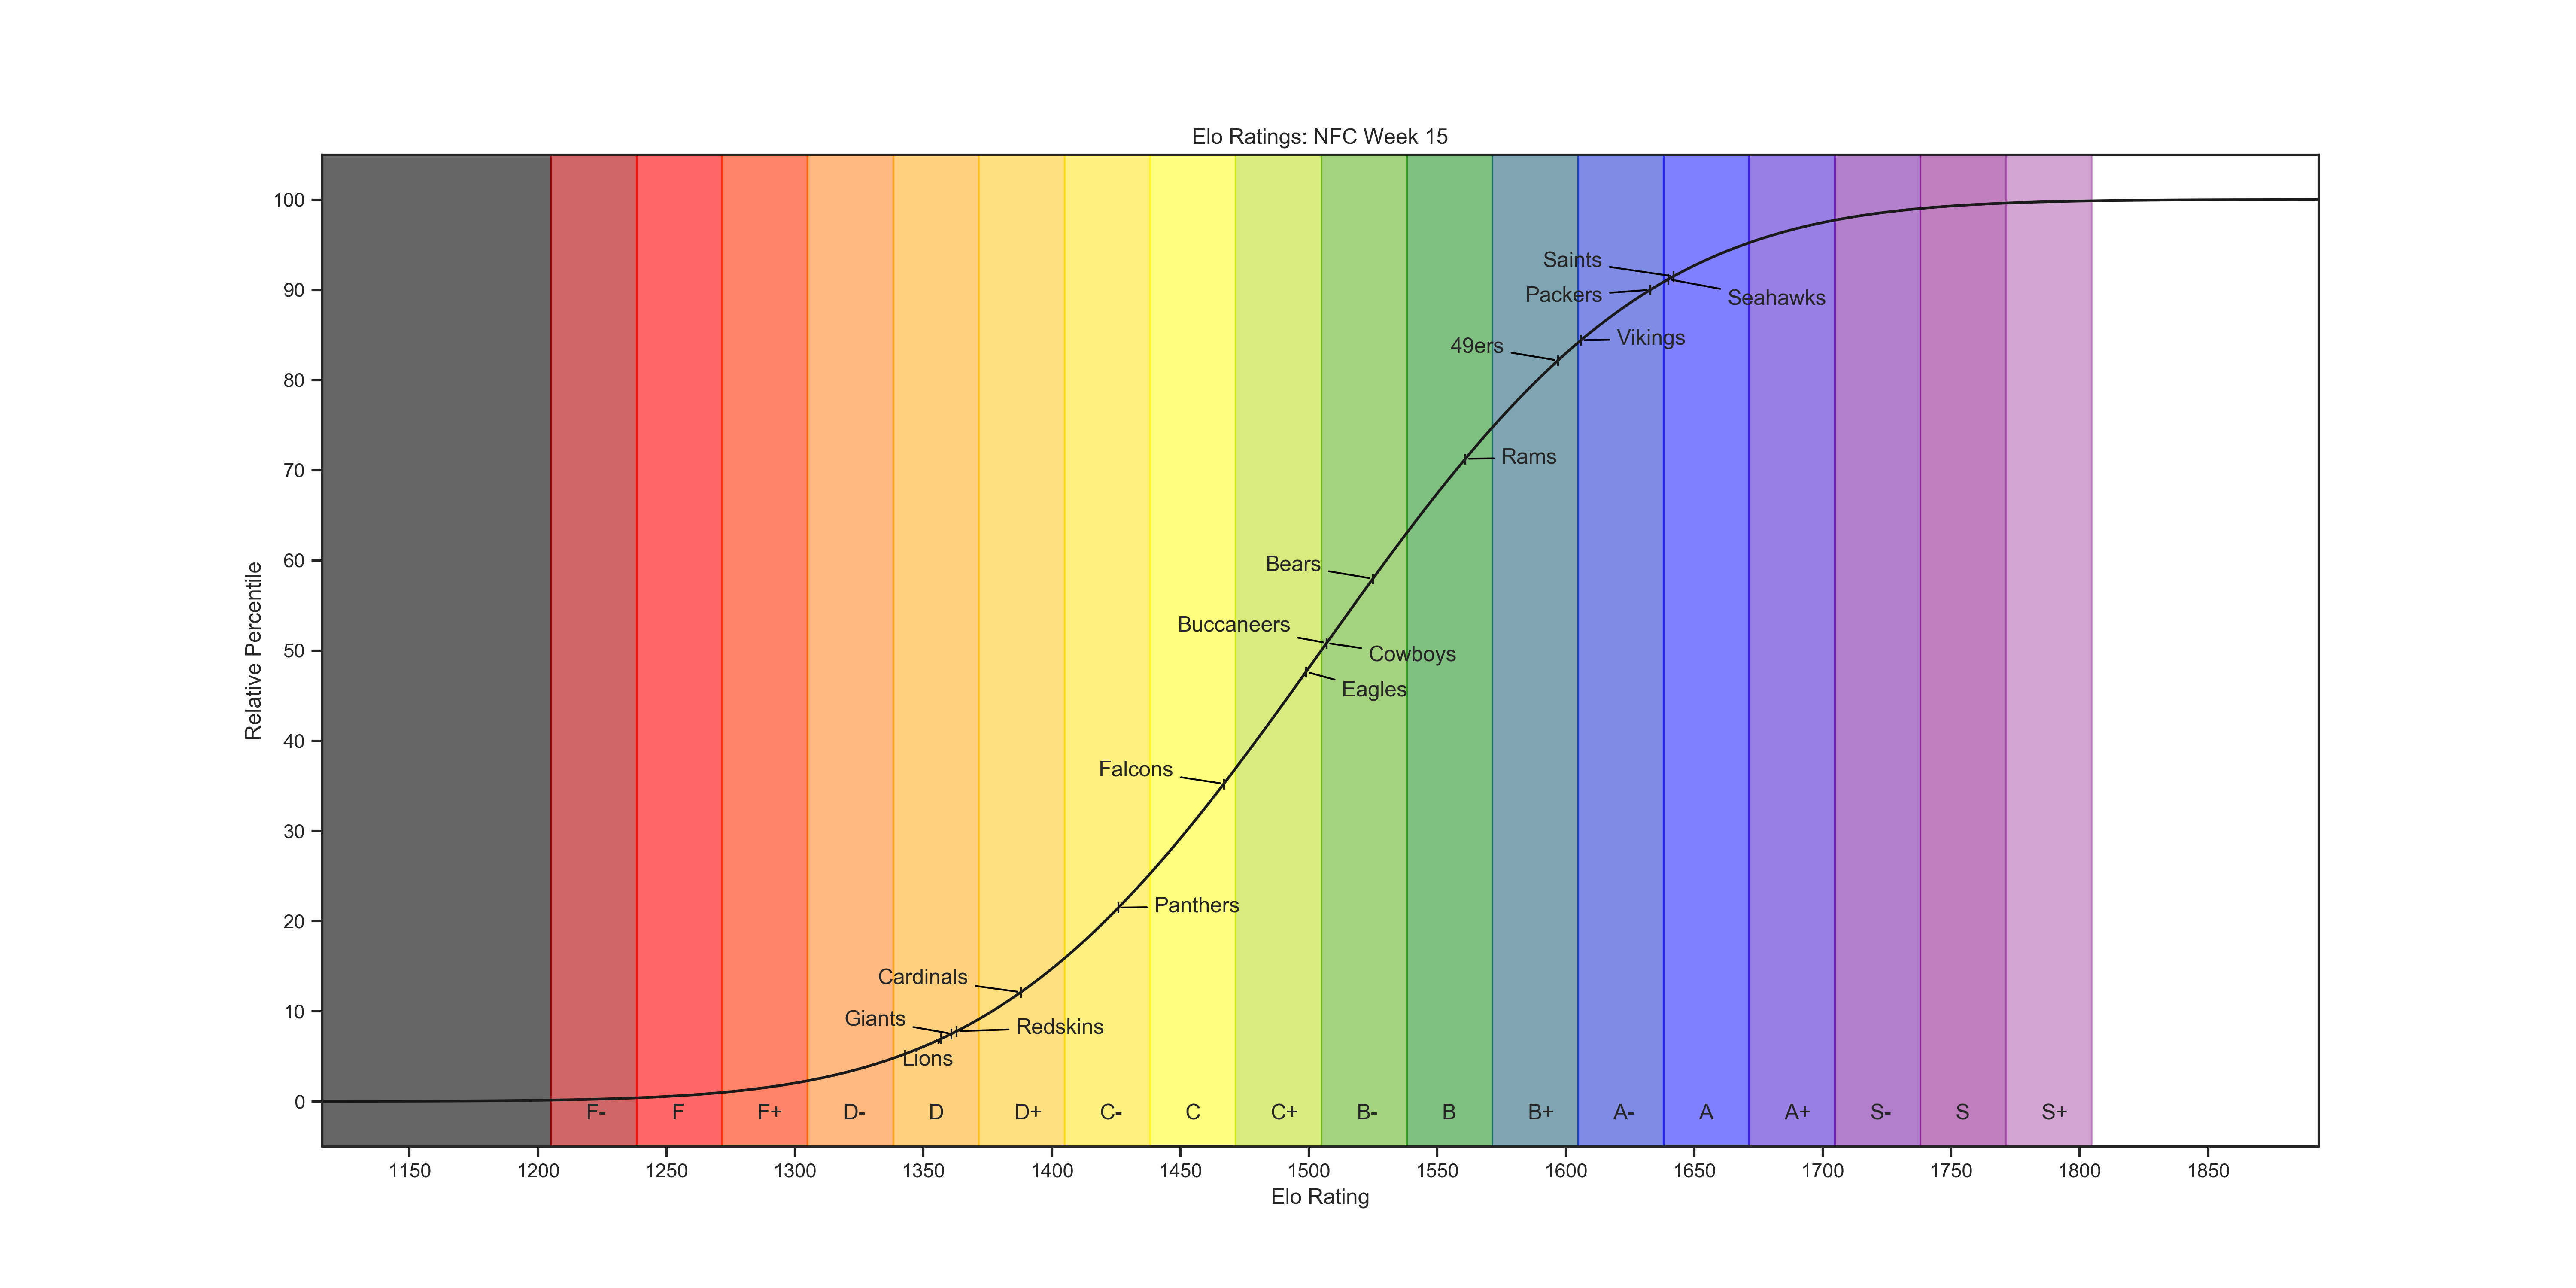 Elo Ratings: NFC Week 15
100
90
80
70
60
50
40
30
20
10
0
Relative Percentile
Saints
Packers
Seahawks
Vikings
49ers
Rams
Bears
Buccaneers
Cowboys
Eagles
Falcons
Panthers
Cardinals
Giants
Redskins
Lions
F- F F+ D- D D+ C- C C+ B- B B+ A- A A+ S- S S+
1150 1200 1250 1300 1350 1400 1450 1500 1550 1600 1650 1700 1750 1800 1850
Elo Rating